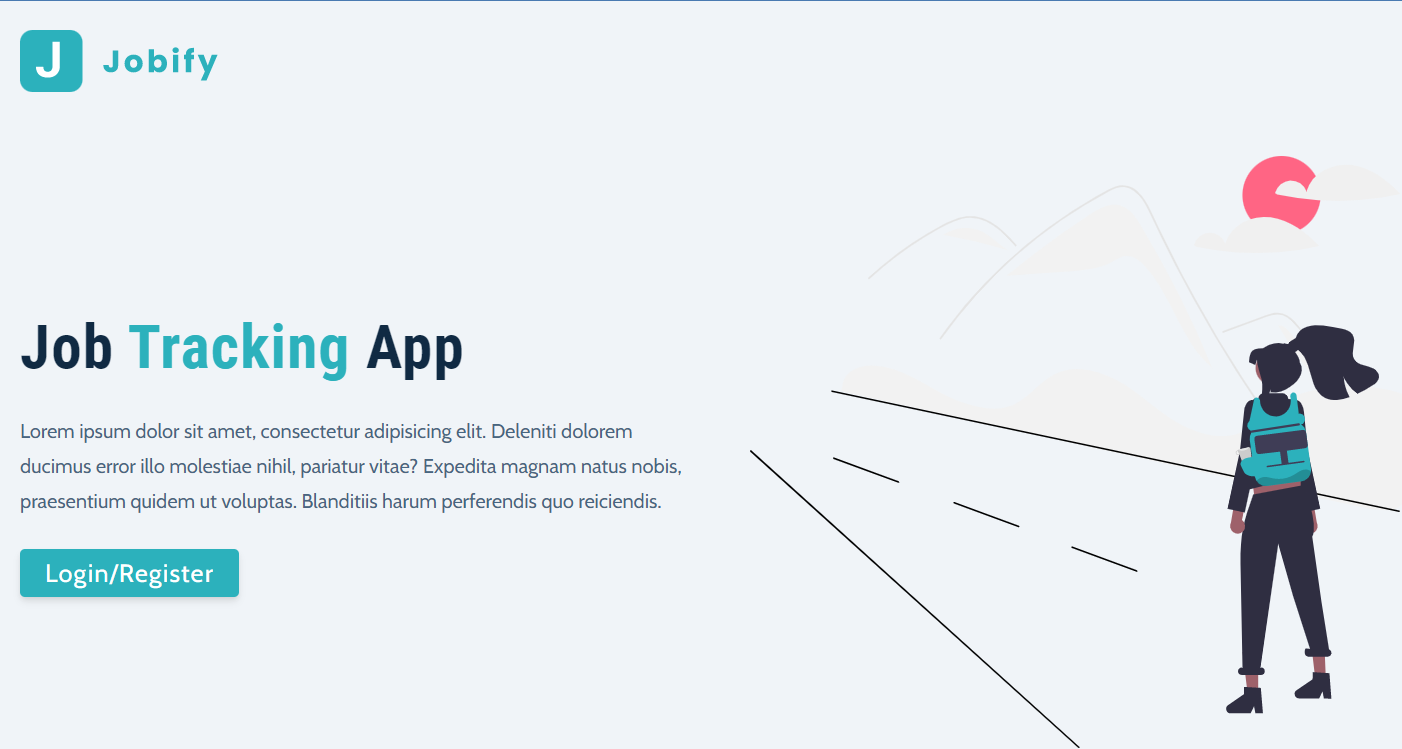 J Jobify
Job Tracking App
Lorem ipsum dolor sit amet, consectetur adipisicing elit. Deleniti dolorem
ducimus error illo molestiae nihil, pariatur vitae? Expedita magnam natus nobis,
praesentium quidem ut voluptas. Blanditiis harum perferendis quo reiciendis.
Login/Register